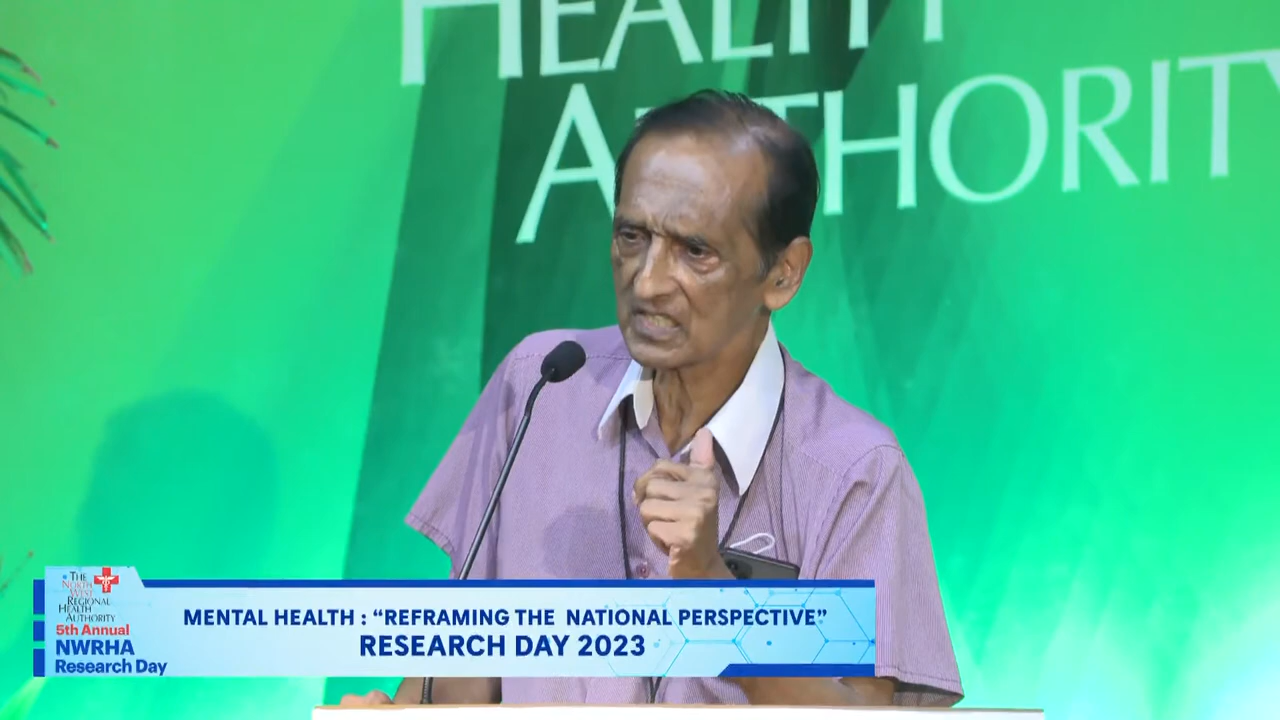 HEALTH
AUTHORITY
THE
NORTH
WEST
REGIONAL
HEALTH
AUTHORITY
5th Annual
NWRHA
Research Day
MENTAL HEALTH : “REFRAMING THE NATIONAL PERSPECTIVE”
RESEARCH DAY 2023